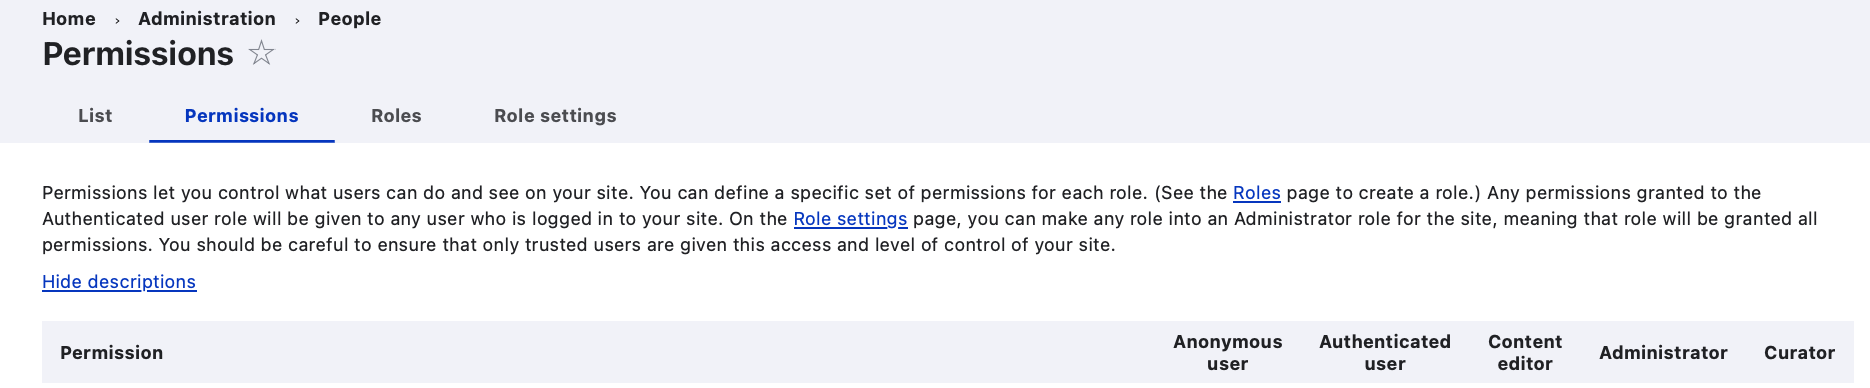 Home › Administration › People
Permissions ☆
List Permissions Roles Role settings
Permissions let you control what users can do and see on your site. You can define a specific set of permissions for each role. (See the Roles page to create a role.) Any permissions granted to the
Authenticated user role will be given to any user who is logged in to your site. On the Role settings page, you can make any role into an Administrator role for the site, meaning that role will be granted all
permissions. You should be careful to ensure that only trusted users are given this access and level of control of your site.
Hide descriptions
Permission Anonymous user Authenticated user Content editor Administrator Curator